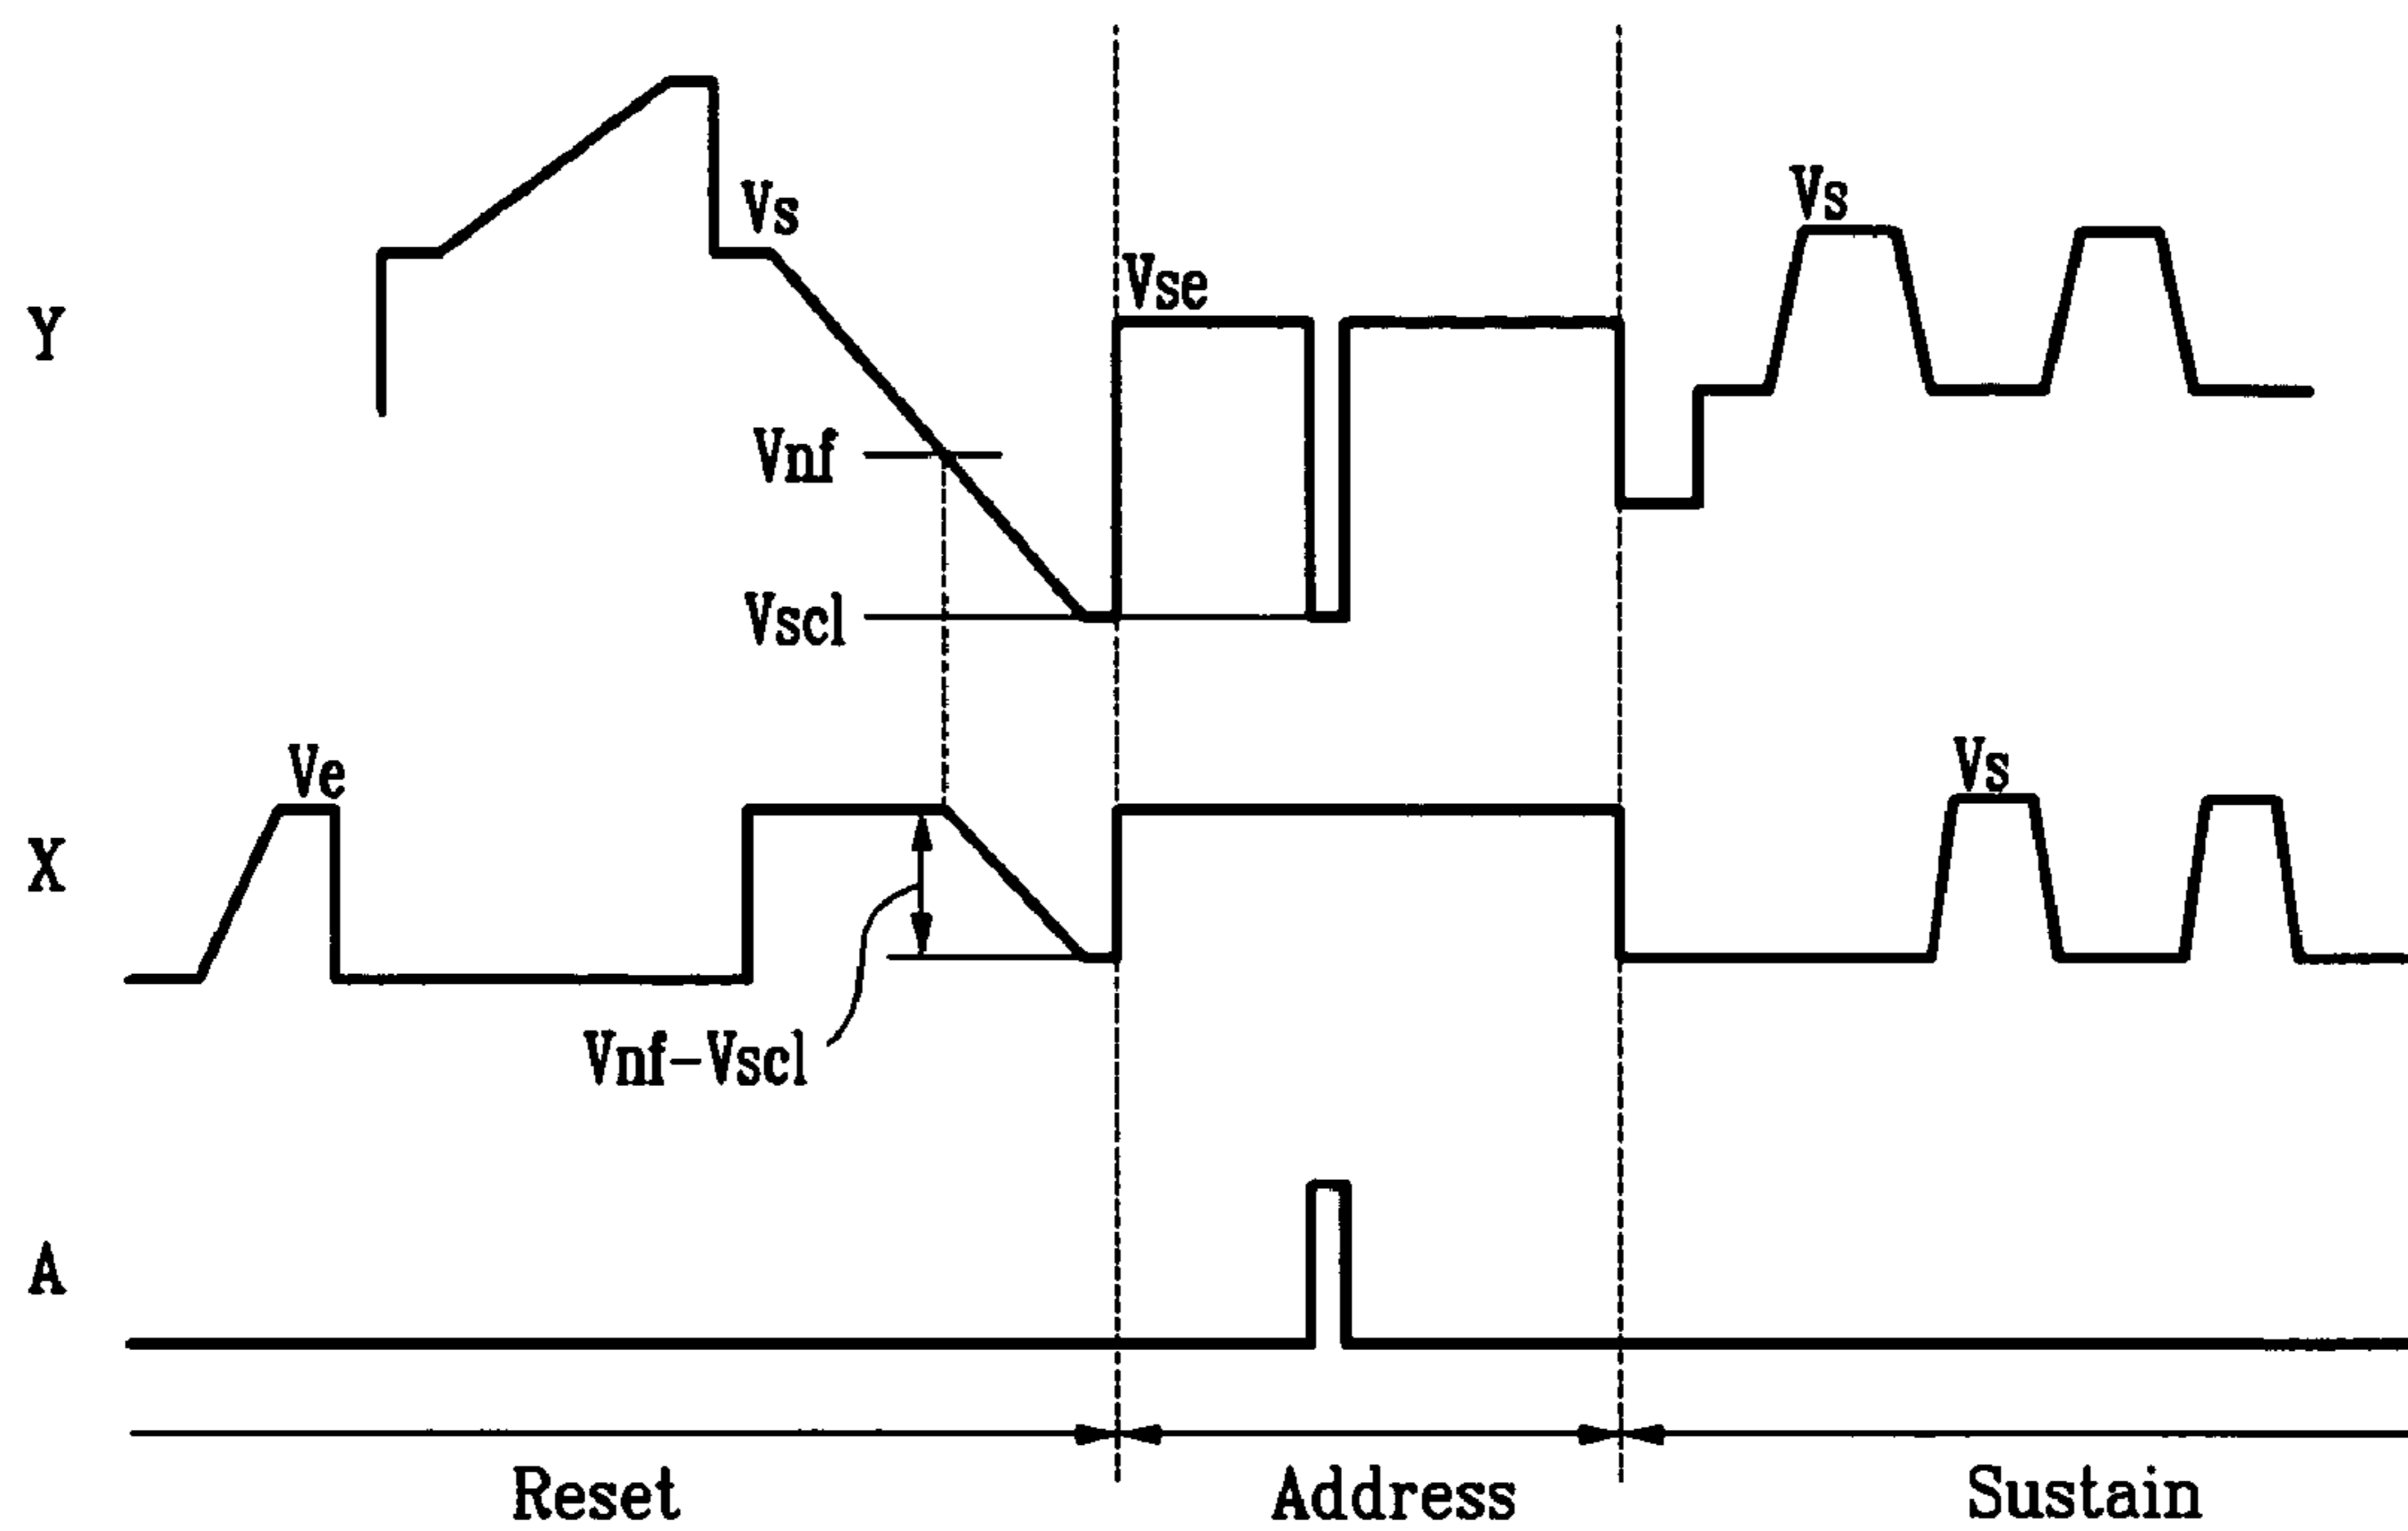 Vs
Vs
Vse
Y
Vnf
Vscl
Ve
Vs
X
Vnf-Vscl
A
Reset
Address
Sustain